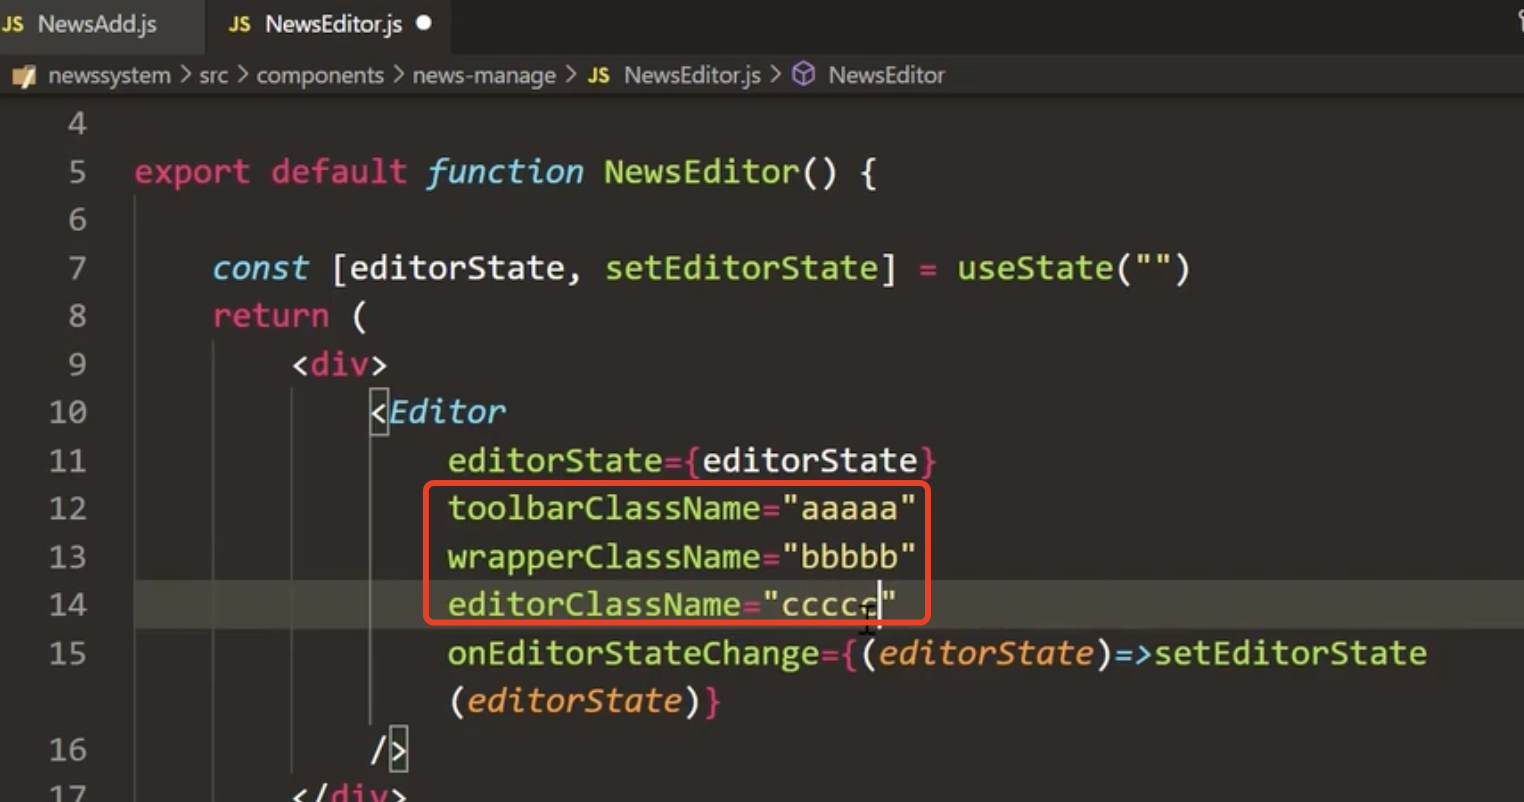 JS NewsAdd.js JS NewsEditor.js
newssystem > src > components > news-manage > JS NewsEditor.js > NewsEditor
4
5 export default function NewsEditor() {
6
7 const [editorState, setEditorState] = useState("")
8 return (
9 <div>
10 <Editor
11 editorState={editorState}
12 toolbarClassName="aaaaa"
13 wrapperClassName="bbbbb"
14 editorClassName="ccccc"
15 onEditorStateChange={(editorState)=>setEditorState
(editorState)}
16 />
17 </div>